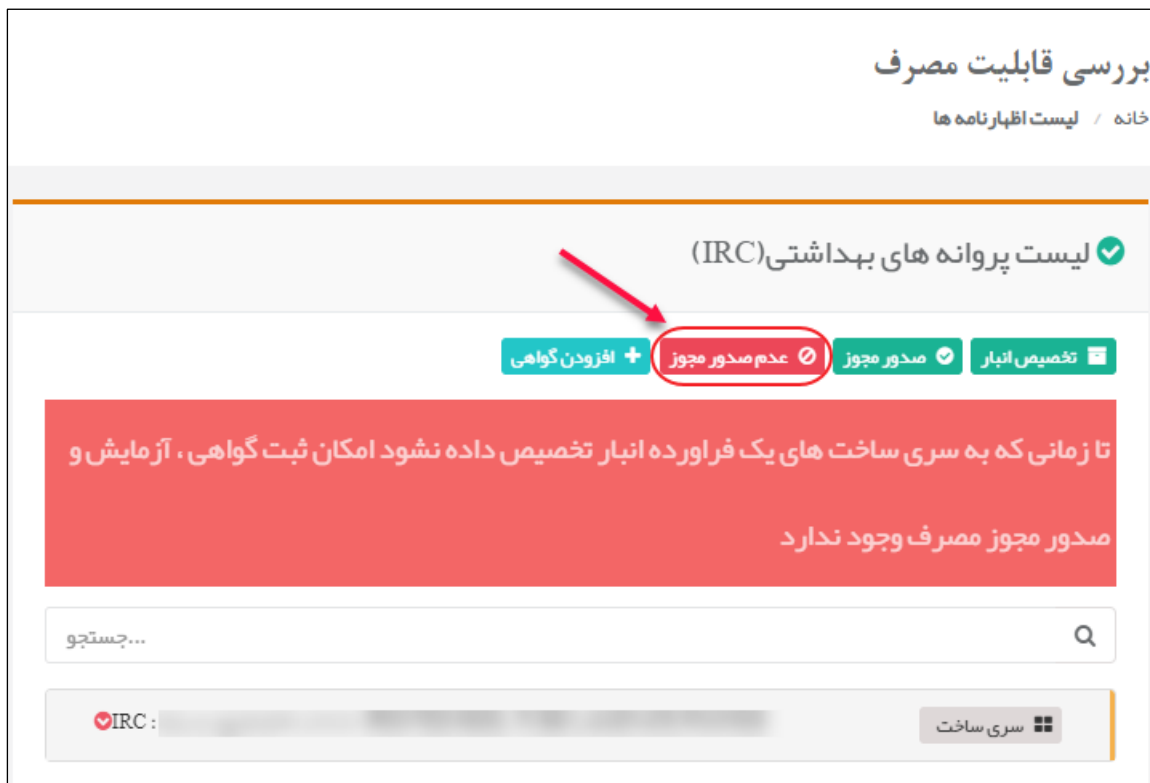 بررسی قابلیت مصرف
خانه / لیست اظهارنامه ها
لیست پروانه های بهداشتی(IRC)
تخصیص انبار صدور مجوز عدم صدور مجوز افزودن گواهی
تا زمانی که به سری ساخت های یک فراورده انبار تخصیص داده نشود امکان ثبت گواهی ، آزمایش و
صدور مجوز مصرف وجود ندارد
جستجو...
سری ساخت IRC :